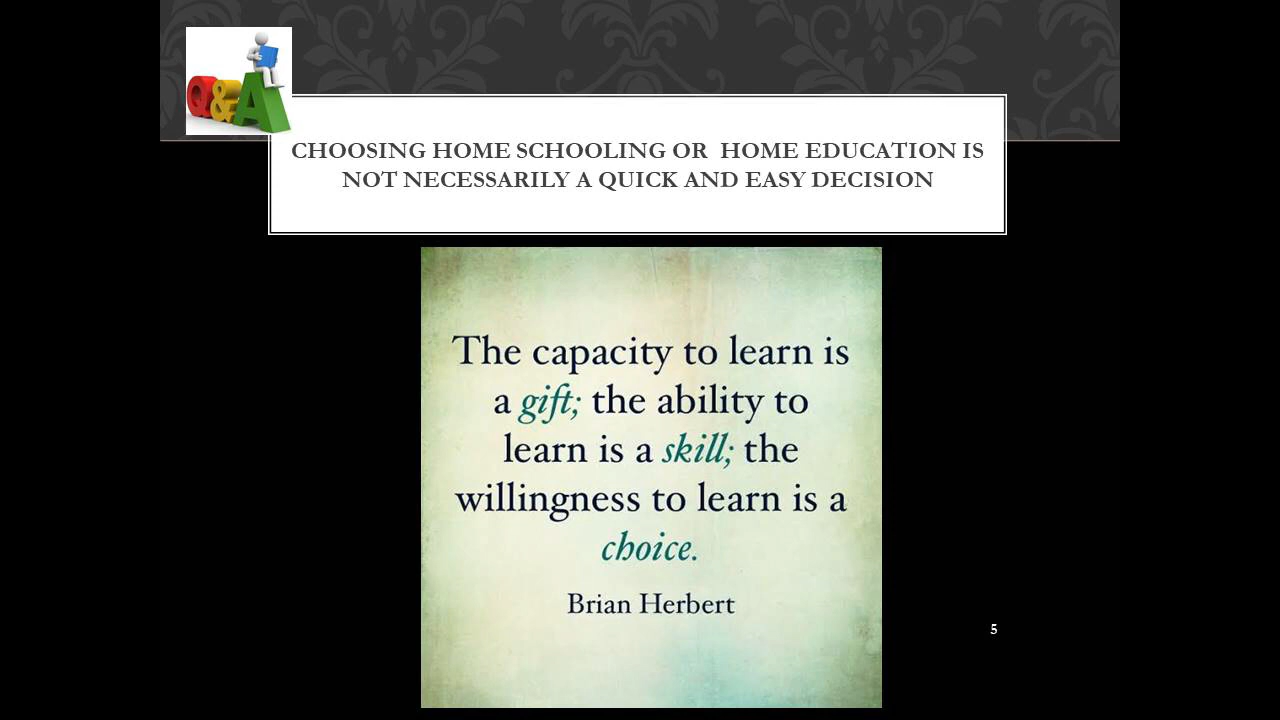 Q&A
CHOOSING HOME SCHOOLING OR HOME EDUCATION IS
NOT NECESSARILY A QUICK AND EASY DECISION
The capacity to learn is
a gift; the ability to
learn is a skill; the
willingness to learn is a
choice.
Brian Herbert
5